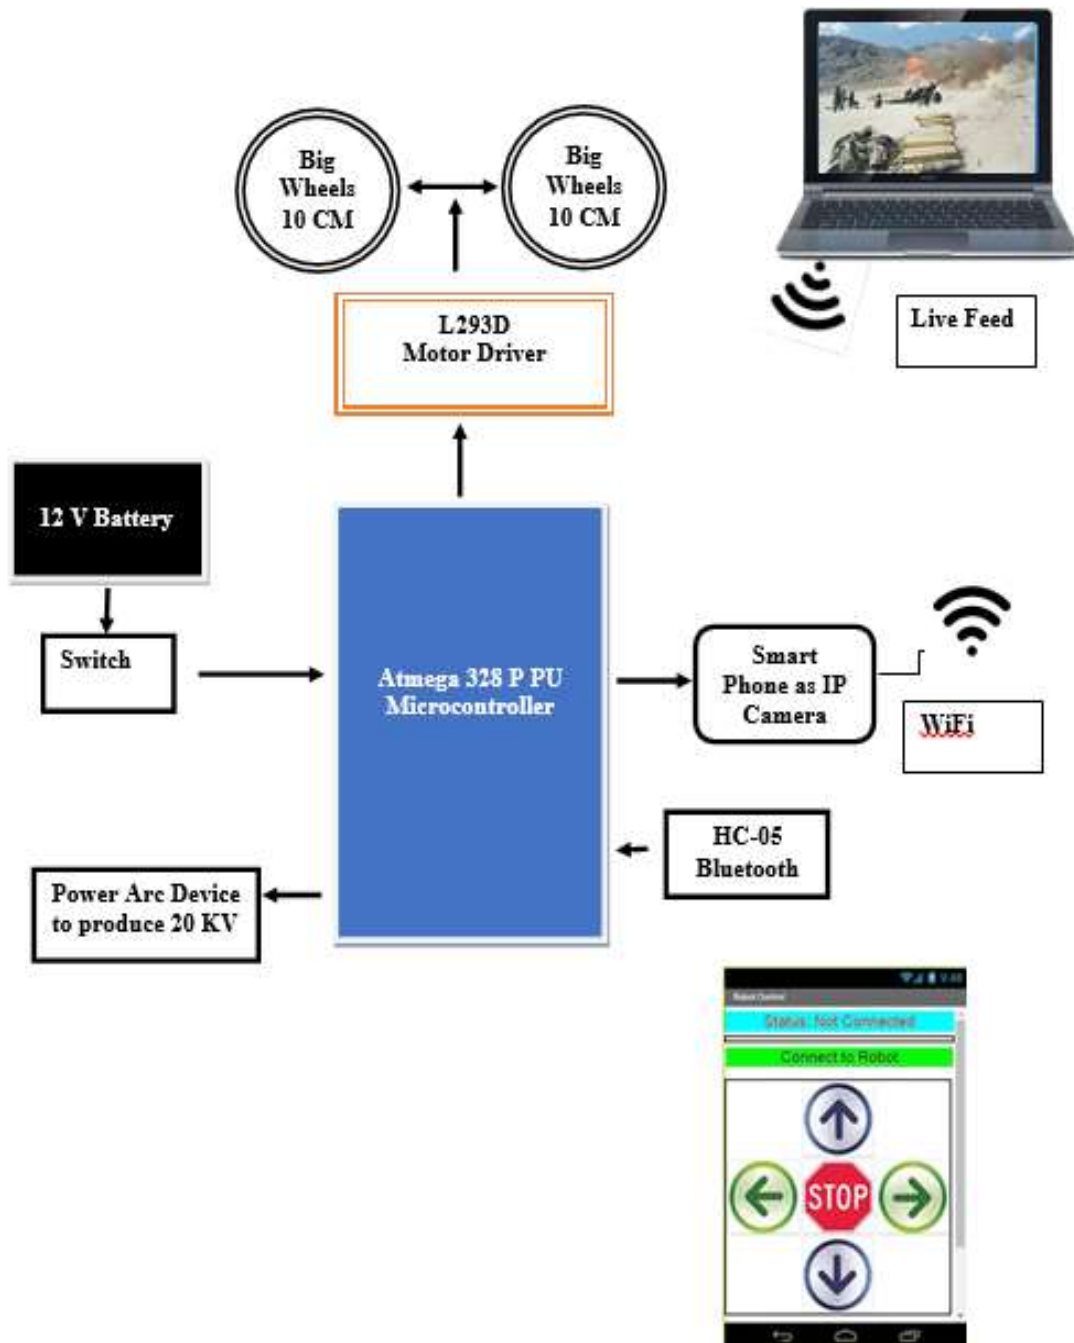 Big
Wheels
10 CM
Big
Wheels
10 CM
L293D
Motor Driver
Live Feed
12 V Battery
Switch
Atmega 328 P PU
Microcontroller
Smart
Phone as IP
Camera
WiFi
HC-05
Bluetooth
Power Arc Device
to produce 20 KV
Robot Control
Status: Not Connected
Connect to Robot
STOP